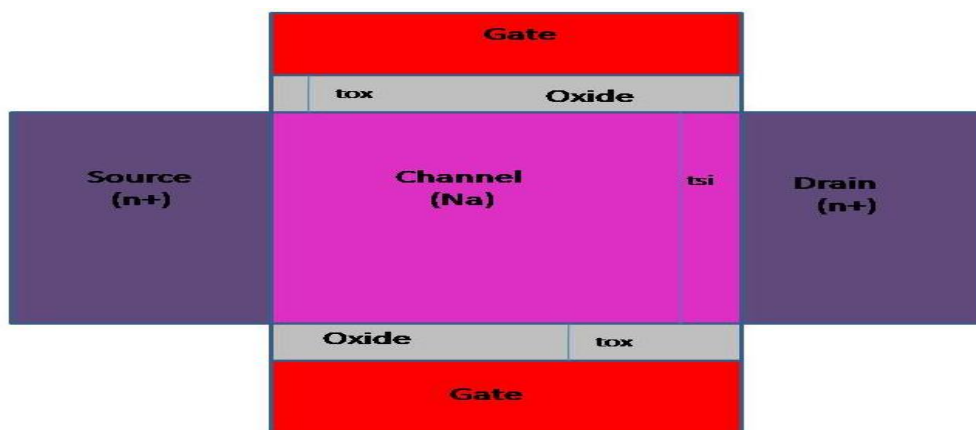 Gate
tox
Oxide
Source
(n+)
Channel
(Na)
tsi
Drain
(n+)
Oxide
tox
Gate